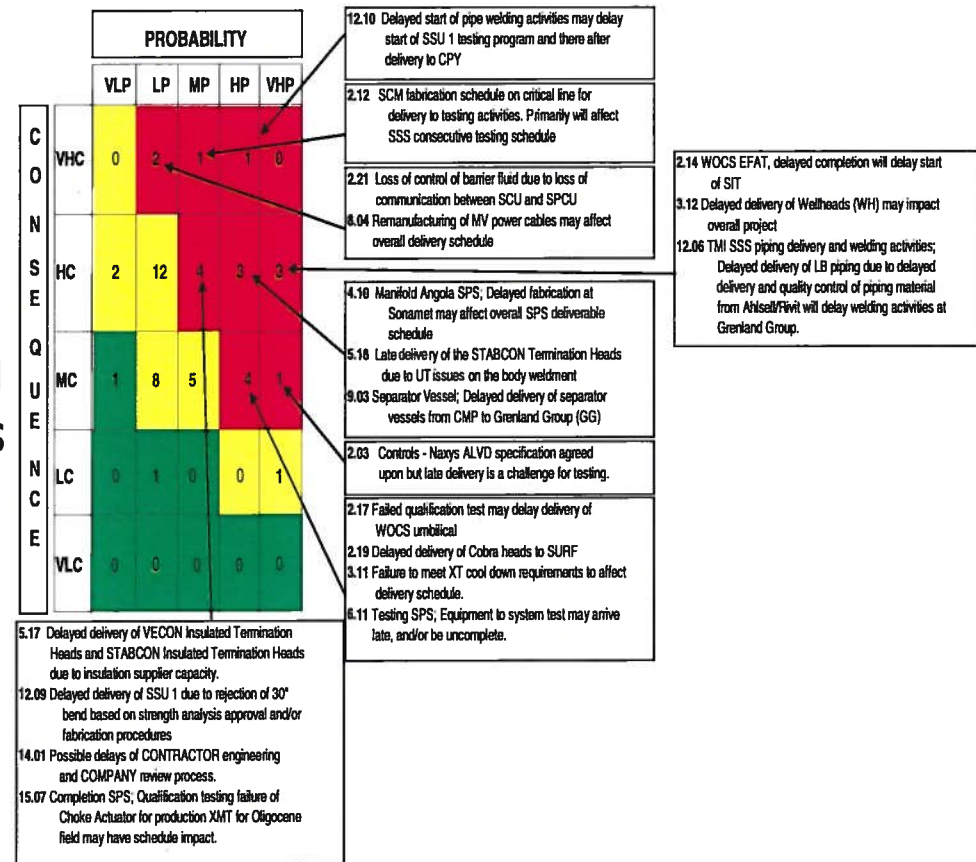 PROBABILITY
VLP LP MP HP VHP
CONSEQUENCE
VHC 0 2 1 1 0
HC 2 12 4 3 3
MC 1 8 5 4 1
LC 0 1 0 0 1
VLC 0 0 0 0 0
12.10 Delayed start of pipe welding activities may delay
start of SSU 1 testing program and there after
delivery to CPY
2.12 SCM fabrication schedule on critical line for
delivery to testing activities. Primarily will affect
SSS consecutive testing schedule
2.21 Loss of control of barrier fluid due to loss of
communication between SCU and SPCU
8.04 Remanufacturing of MV power cables may affect
overall delivery schedule
2.14 WOCS EFAT, delayed completion will delay start
of SIT
3.12 Delayed delivery of Wellheads (WH) may impact
overall project
12.06 TMI SSS piping delivery and welding activities;
Delayed delivery of LB piping due to delayed
delivery and quality control of piping material
from Ahlsell/Rivit will delay welding activities at
Grenland Group.
4.16 Manifold Angola SPS; Delayed fabrication at
Sonamet may affect overall SPS deliverable
schedule
5.18 Late delivery of the STABCON Termination Heads
due to UT issues on the body weldment
9.03 Separator Vessel; Delayed delivery of separator
vessels from CMP to Grenland Group (GG)
2.03 Controls - Naxys ALVD specification agreed
upon but late delivery is a challenge for testing.
2.17 Failed qualification test may delay delivery of
WOCS umbilical
2.19 Delayed delivery of Cobra heads to SURF
3.11 Failure to meet XT cool down requirements to affect
delivery schedule.
6.11 Testing SPS; Equipment to system test may arrive
late, and/or be uncomplete.
5.17 Delayed delivery of VECON Insulated Termination
Heads and STABCON Insulated Termination Heads
due to insulation supplier capacity.
12.09 Delayed delivery of SSU 1 due to rejection of 30°
bend based on strength analysis approval and/or
fabrication procedures
14.01 Possible delays of CONTRACTOR engineering
and COMPANY review process.
15.07 Completion SPS; Qualification testing failure of
Choke Actuator for production XMT for Oligocene
field may have schedule impact.